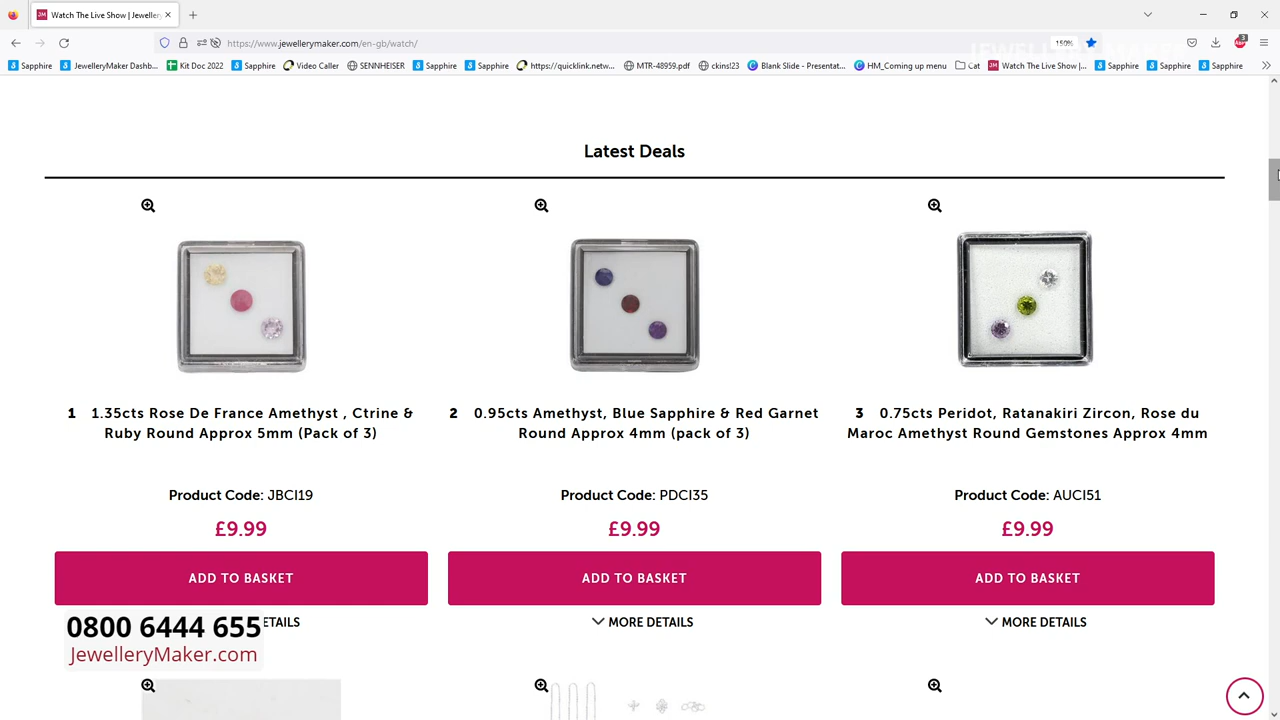 Watch The Live Show | Jeweller
https://www.jewellerymaker.com gb/watch/
150%
3
Sapphire
JewelleryMaker Dashb...
Kit Doc 2022
Sapphire
Video Caller
SENNHEISER
Sapphire
Sapphire
https://quicklink.netw...
MTR-48959.pdf
ckinsl23
Blank Slide - Presentat...
HM_Coming up menu
Cat
Watch The Live Show |...
Sapphire
Sapphire
Sapphire
JEWELLERY MAKER
Latest Deals
1 1.35cts Rose De France Amethyst , Ctrine &
Ruby Round Approx 5mm (Pack of 3)
Product Code: JBCI19
£9.99
ADD TO BASKET
ETAILS
2 0.95cts Amethyst, Blue Sapphire & Red Garnet
Round Approx 4mm (pack of 3)
Product Code: PDCI35
£9.99
ADD TO BASKET
MORE DETAILS
3 0.75cts Peridot, Ratanakiri Zircon, Rose du
Maroc Amethyst Round Gemstones Approx 4mm
Product Code: AUCI51
£9.99
ADD TO BASKET
MORE DETAILS
0800 6444 655
JewelleryMaker.com